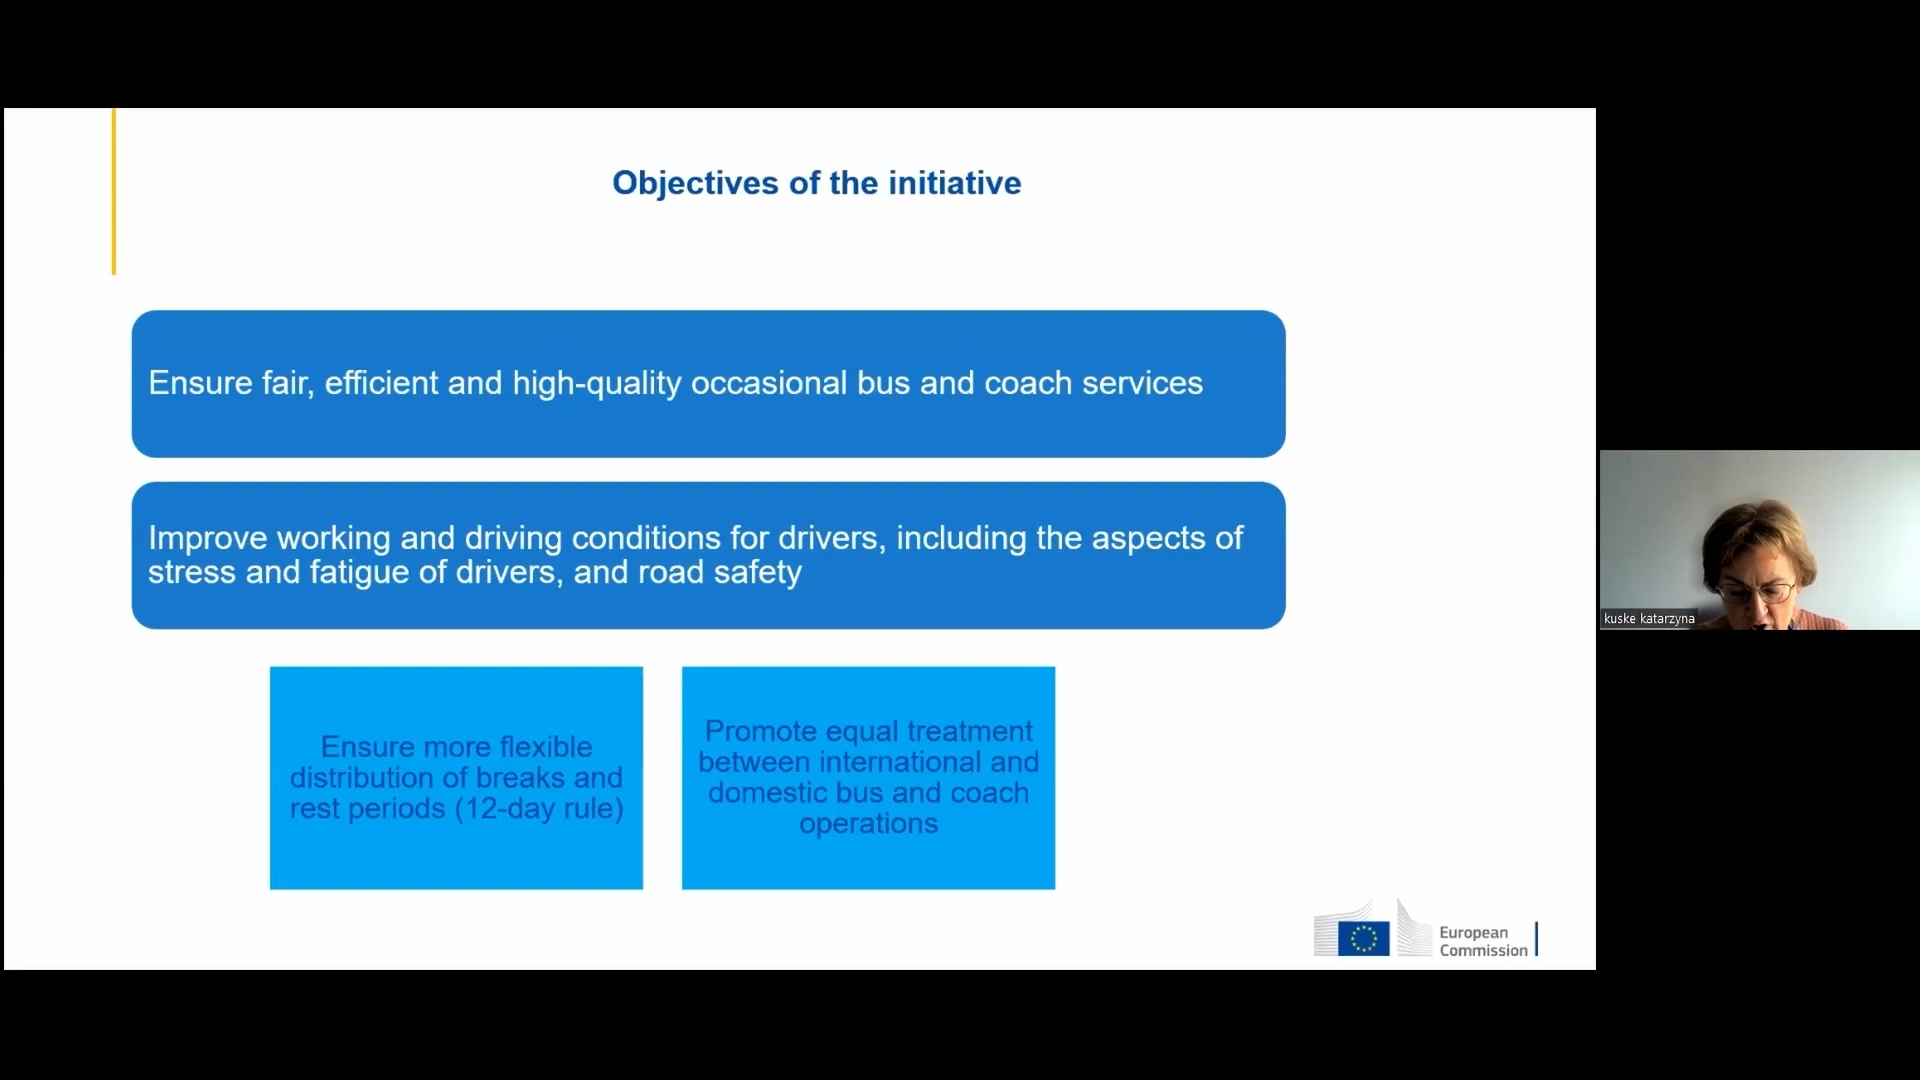 Objectives of the initiative
Ensure fair, efficient and high-quality occasional bus and coach services
Improve working and driving conditions for drivers, including the aspects of
stress and fatigue of drivers, and road safety
Ensure more flexible
distribution of breaks and
rest periods (12-day rule)
Promote equal treatment
between international and
domestic bus and coach
operations
European
Commission
kuske katarzyna